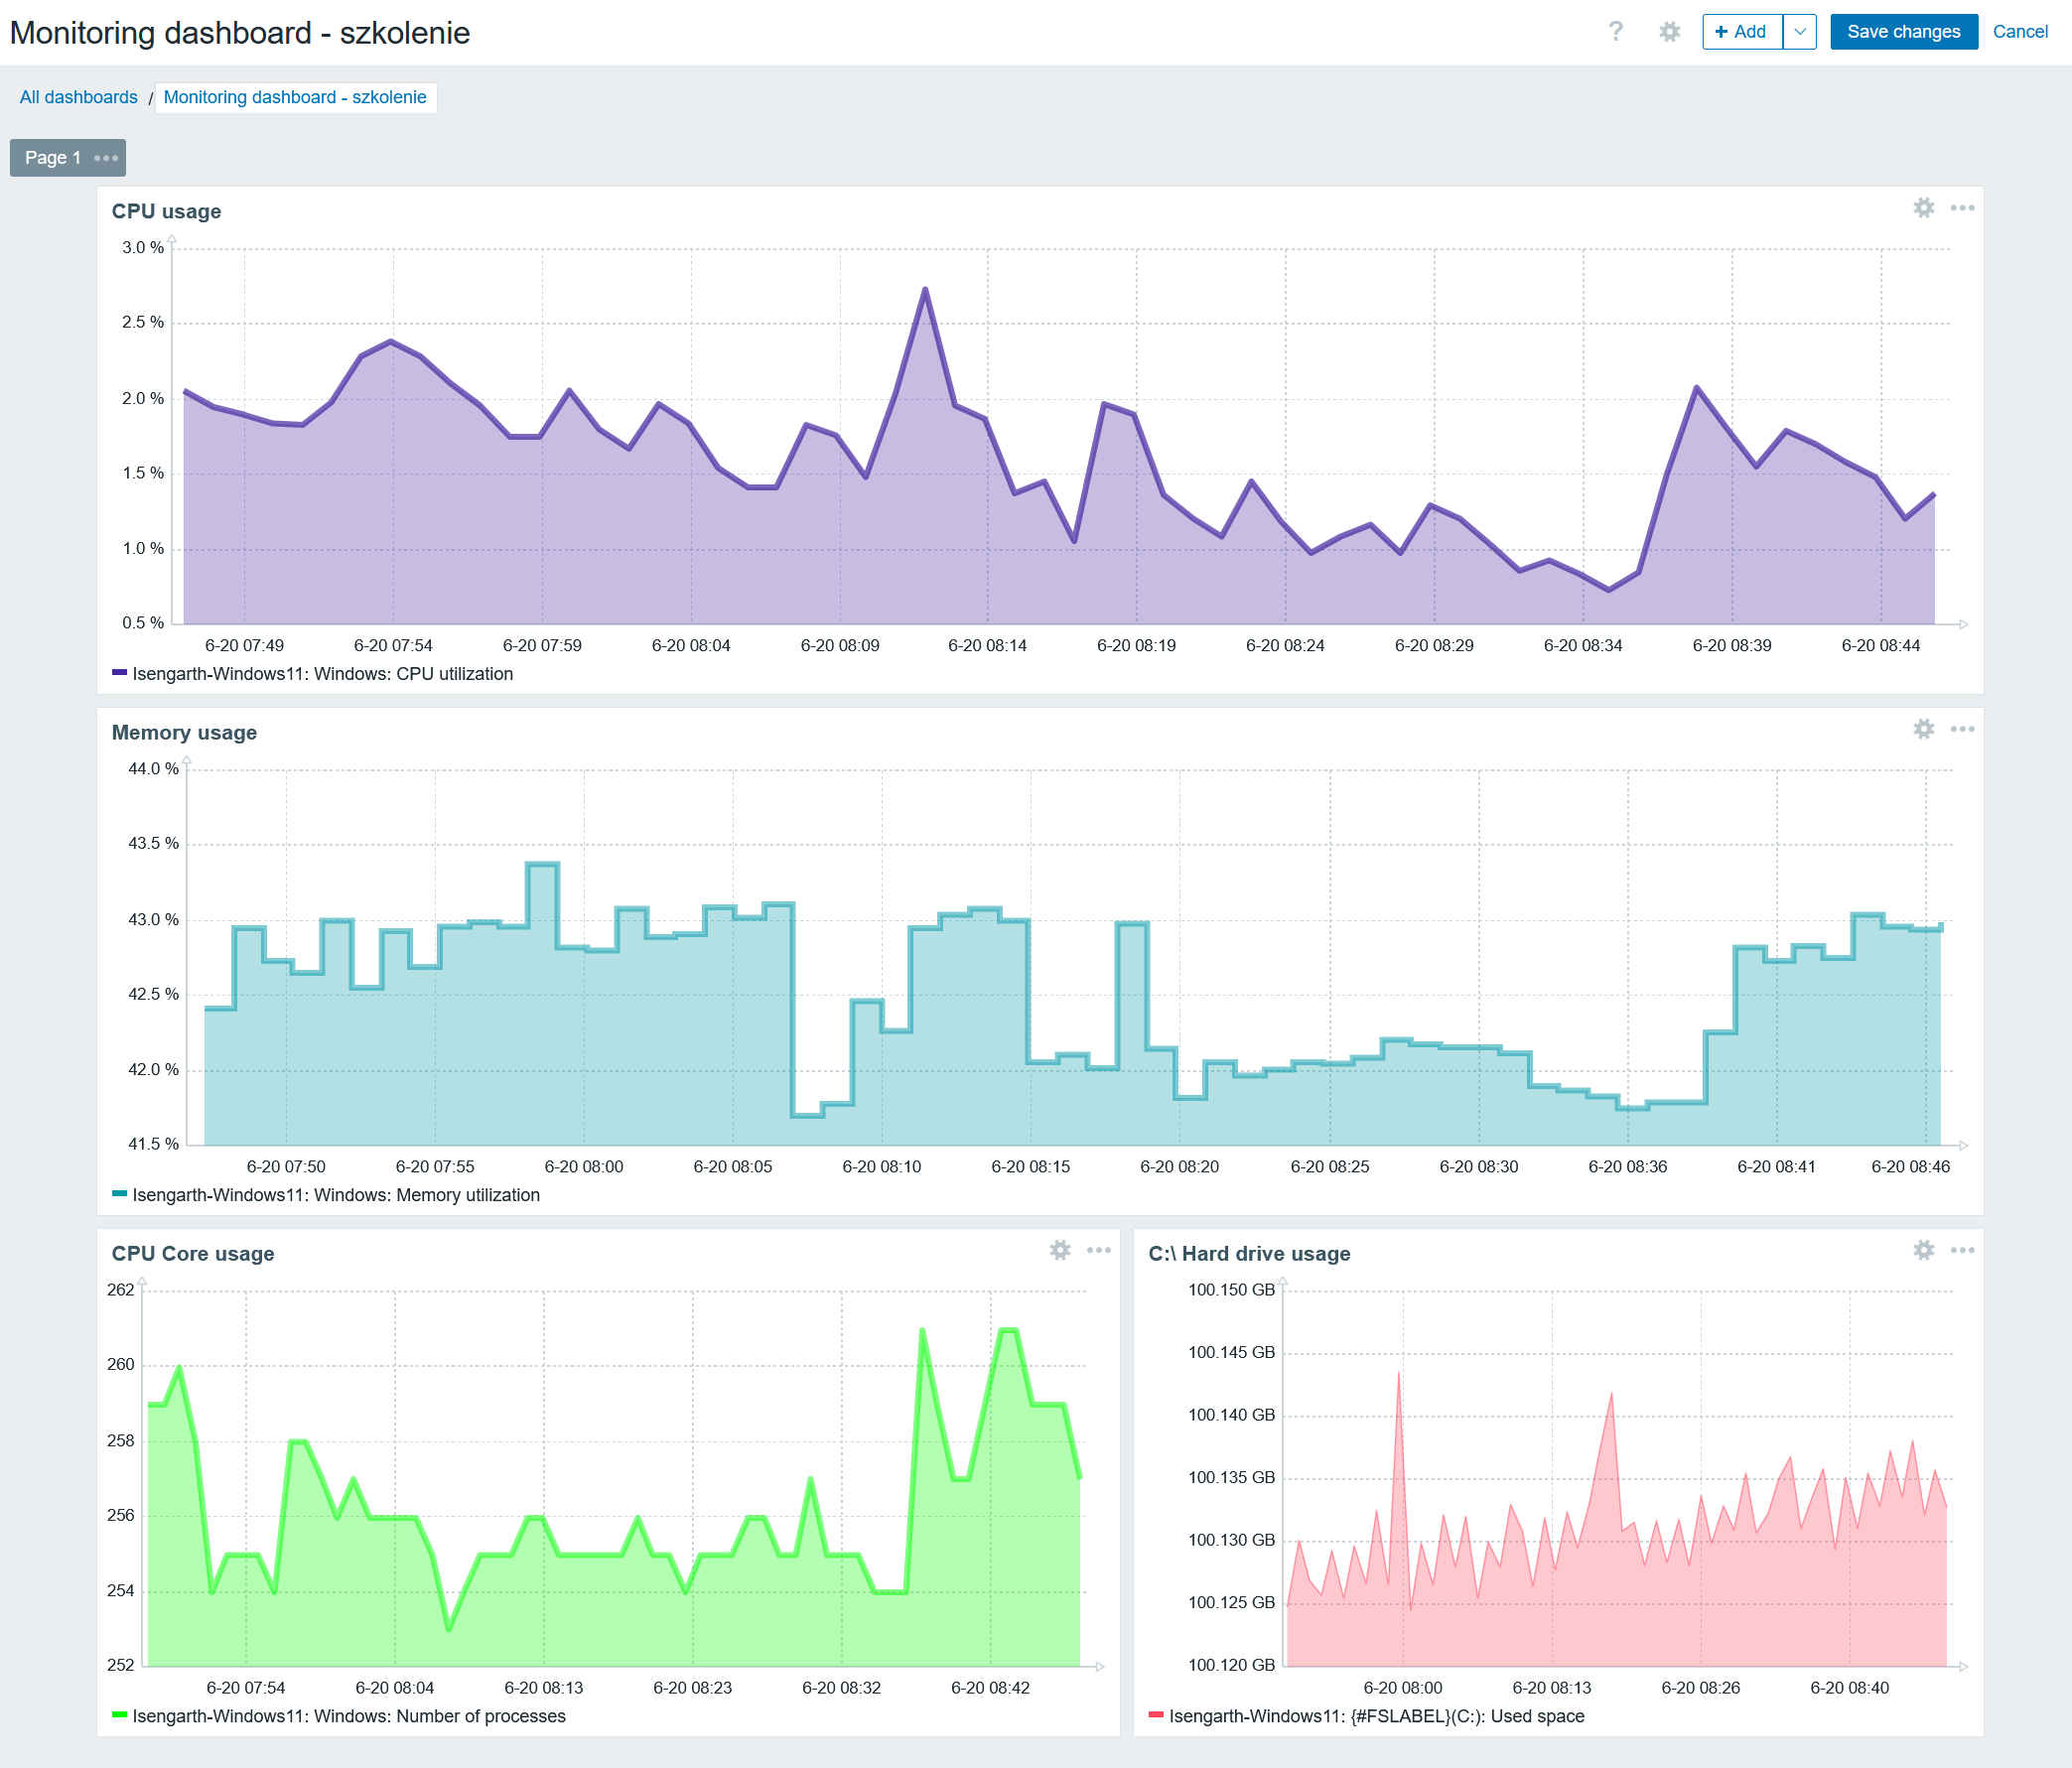 Monitoring dashboard - szkolenie
? + Add Save changes Cancel
All dashboards / Monitoring dashboard - szkolenie
Page 1
CPU usage
3.0 %
2.5 %
2.0 %
1.5 %
1.0 %
0.5 %
6-20 07:49 6-20 07:54 6-20 07:59 6-20 08:04 6-20 08:09 6-20 08:14 6-20 08:19 6-20 08:24 6-20 08:29 6-20 08:34 6-20 08:39 6-20 08:44
Isengarth-Windows11: Windows: CPU utilization
Memory usage
44.0 %
43.5 %
43.0 %
42.5 %
42.0 %
41.5 %
6-20 07:50 6-20 07:55 6-20 08:00 6-20 08:05 6-20 08:10 6-20 08:15 6-20 08:20 6-20 08:25 6-20 08:30 6-20 08:36 6-20 08:41 6-20 08:46
Isengarth-Windows11: Windows: Memory utilization
CPU Core usage
262
260
258
256
254
252
6-20 07:54 6-20 08:04 6-20 08:13 6-20 08:23 6-20 08:32 6-20 08:42
Isengarth-Windows11: Windows: Number of processes
C:\ Hard drive usage
100.150 GB
100.145 GB
100.140 GB
100.135 GB
100.130 GB
100.125 GB
100.120 GB
6-20 08:00 6-20 08:13 6-20 08:26 6-20 08:40
Isengarth-Windows11: {#FSLABEL}(C:): Used space